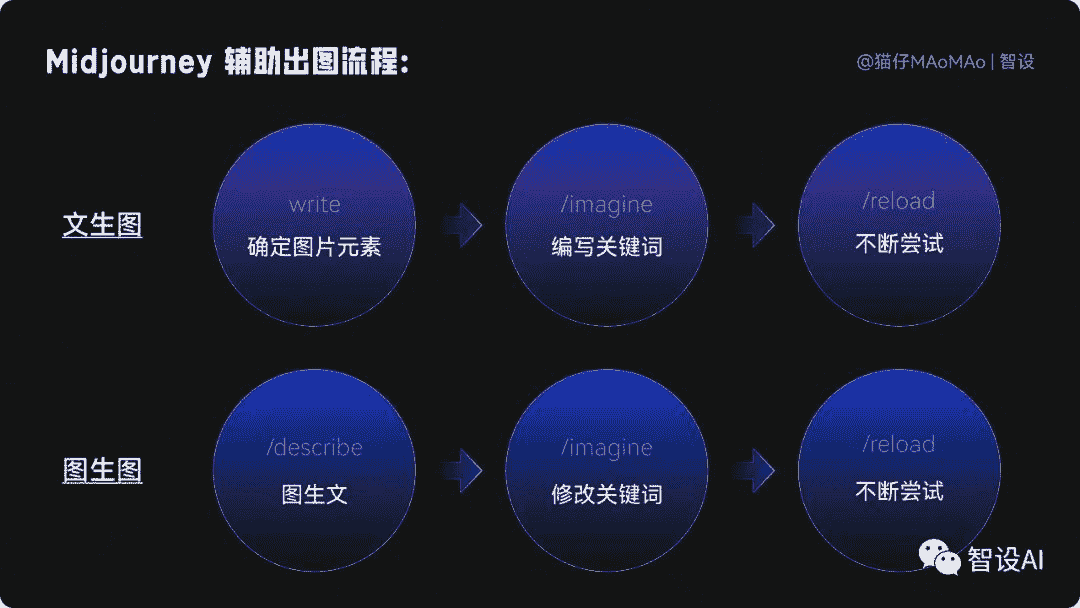 Midjourney 辅助出图流程:
@猫仔MAoMAo | 智设
文生图
write
确定图片元素
/imagine
编写关键词
/reload
不断尝试
图生图
/describe
图生文
/imagine
修改关键词
/reload
不断尝试
智设AI